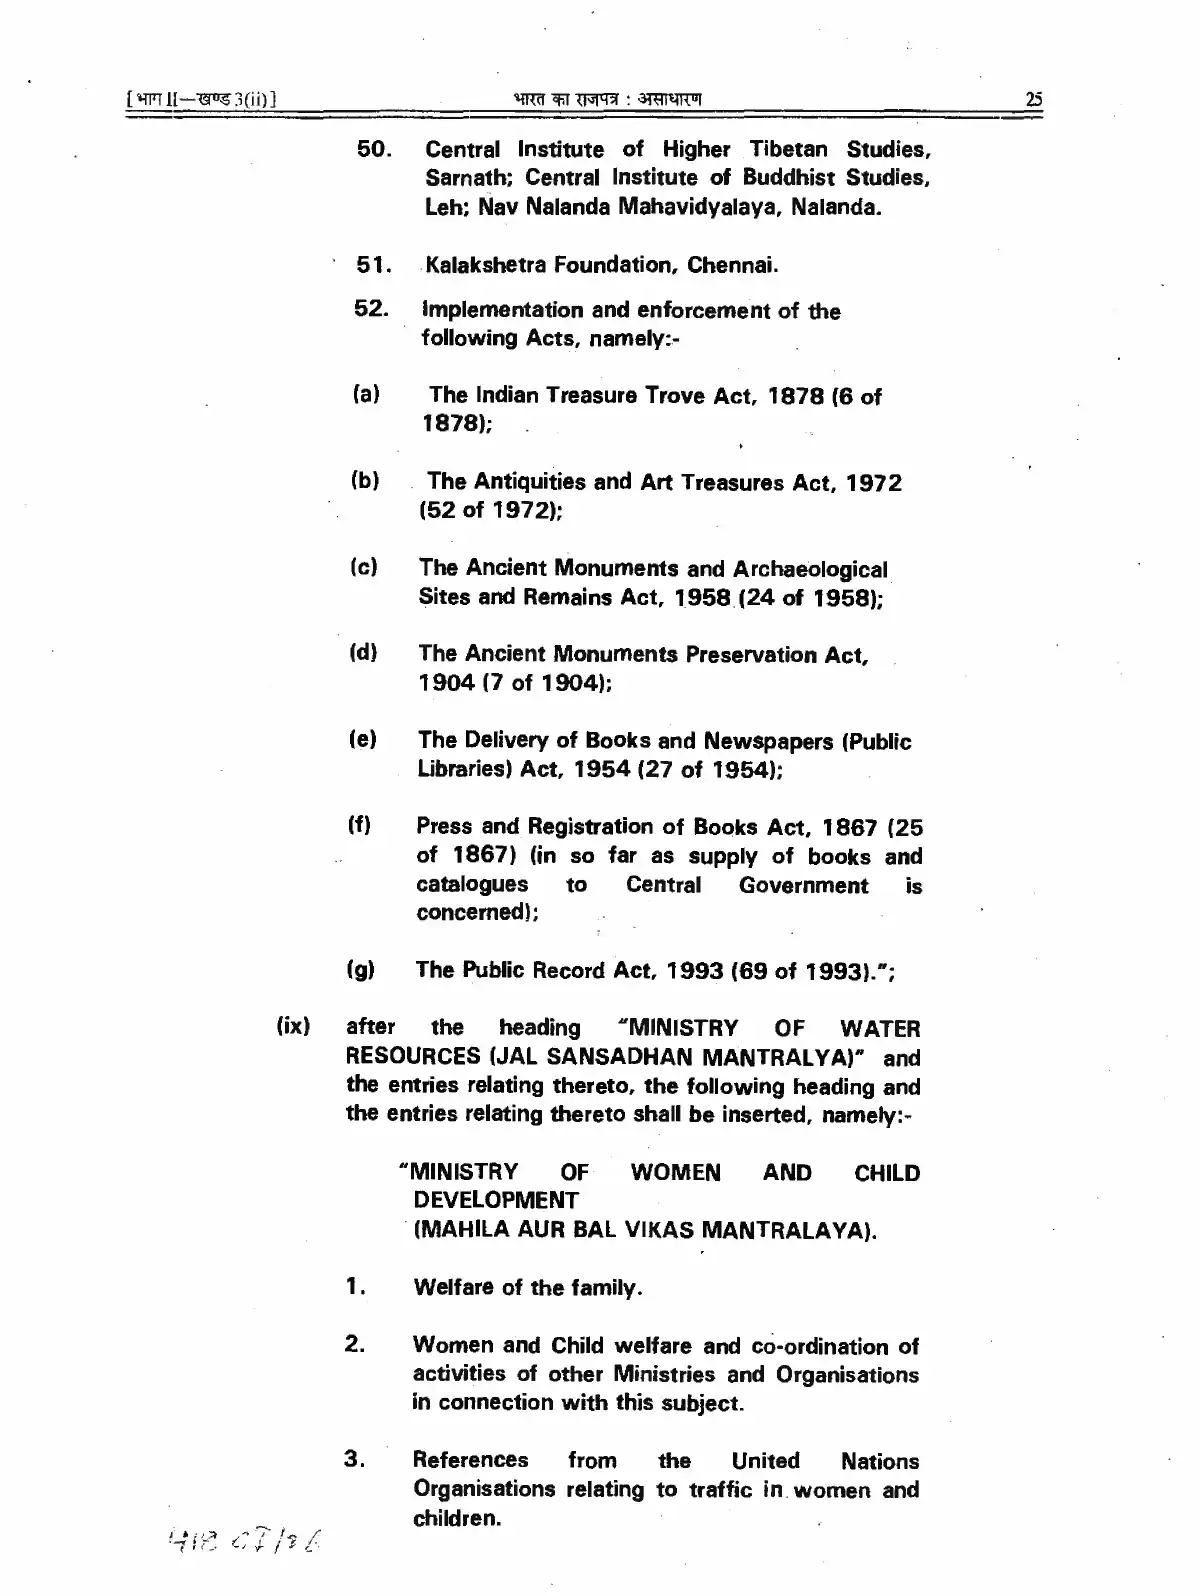 [ भाग II—खण्ड 3(ii) ] भारत का राजपत्र : असाधारण 25
50. Central Institute of Higher Tibetan Studies,
Sarnath; Central Institute of Buddhist Studies,
Leh; Nav Nalanda Mahavidyalaya, Nalanda.
51. Kalakshetra Foundation, Chennai.
52. Implementation and enforcement of the
following Acts, namely:-
(a) The Indian Treasure Trove Act, 1878 (6 of
1878);
(b) The Antiquities and Art Treasures Act, 1972
(52 of 1972);
(c) The Ancient Monuments and Archaeological
Sites and Remains Act, 1958 (24 of 1958);
(d) The Ancient Monuments Preservation Act,
1904 (7 of 1904);
(e) The Delivery of Books and Newspapers (Public
Libraries) Act, 1954 (27 of 1954);
(f) Press and Registration of Books Act, 1867 (25
of 1867) (in so far as supply of books and
catalogues to Central Government is
concerned);
(g) The Public Record Act, 1993 (69 of 1993).";
(ix) after the heading "MINISTRY OF WATER
RESOURCES (JAL SANSADHAN MANTRALYA)" and
the entries relating thereto, the following heading and
the entries relating thereto shall be inserted, namely:-
"MINISTRY OF WOMEN AND CHILD
DEVELOPMENT
(MAHILA AUR BAL VIKAS MANTRALAYA).
1. Welfare of the family.
2. Women and Child welfare and co-ordination of
activities of other Ministries and Organisations
in connection with this subject.
3. References from the United Nations
Organisations relating to traffic in women and
children.